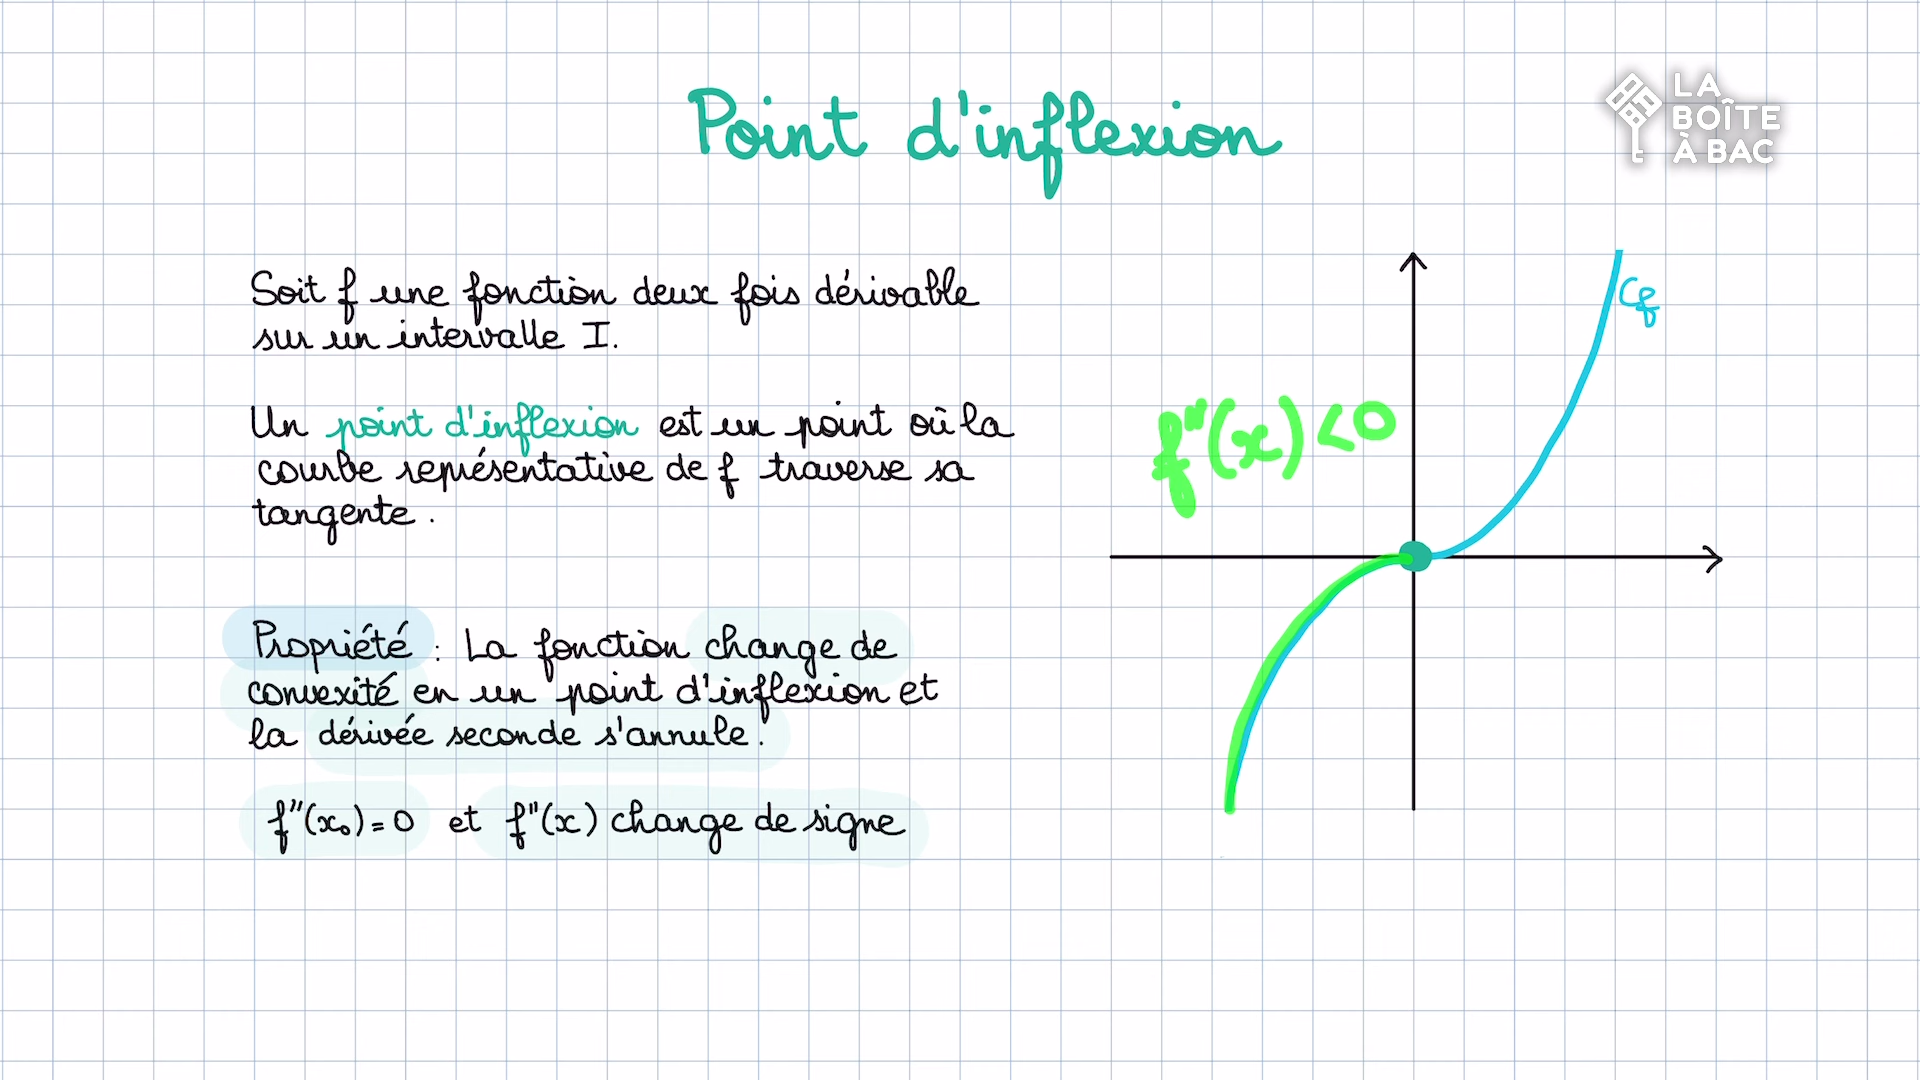 Point d'inflexion
LA
BOÎTE
À BAC
Soit f une fonction deux fois dérivable
sur un intervalle I.
Un point d'inflexion est un point où la
courbe représentative de f traverse sa
tangente.
Propriété : La fonction change de
convexité en un point d'inflexion et
la dérivée seconde s'annule.
f''(x₀)=0 et f''(x) change de signe
f''(x)<0
Cf